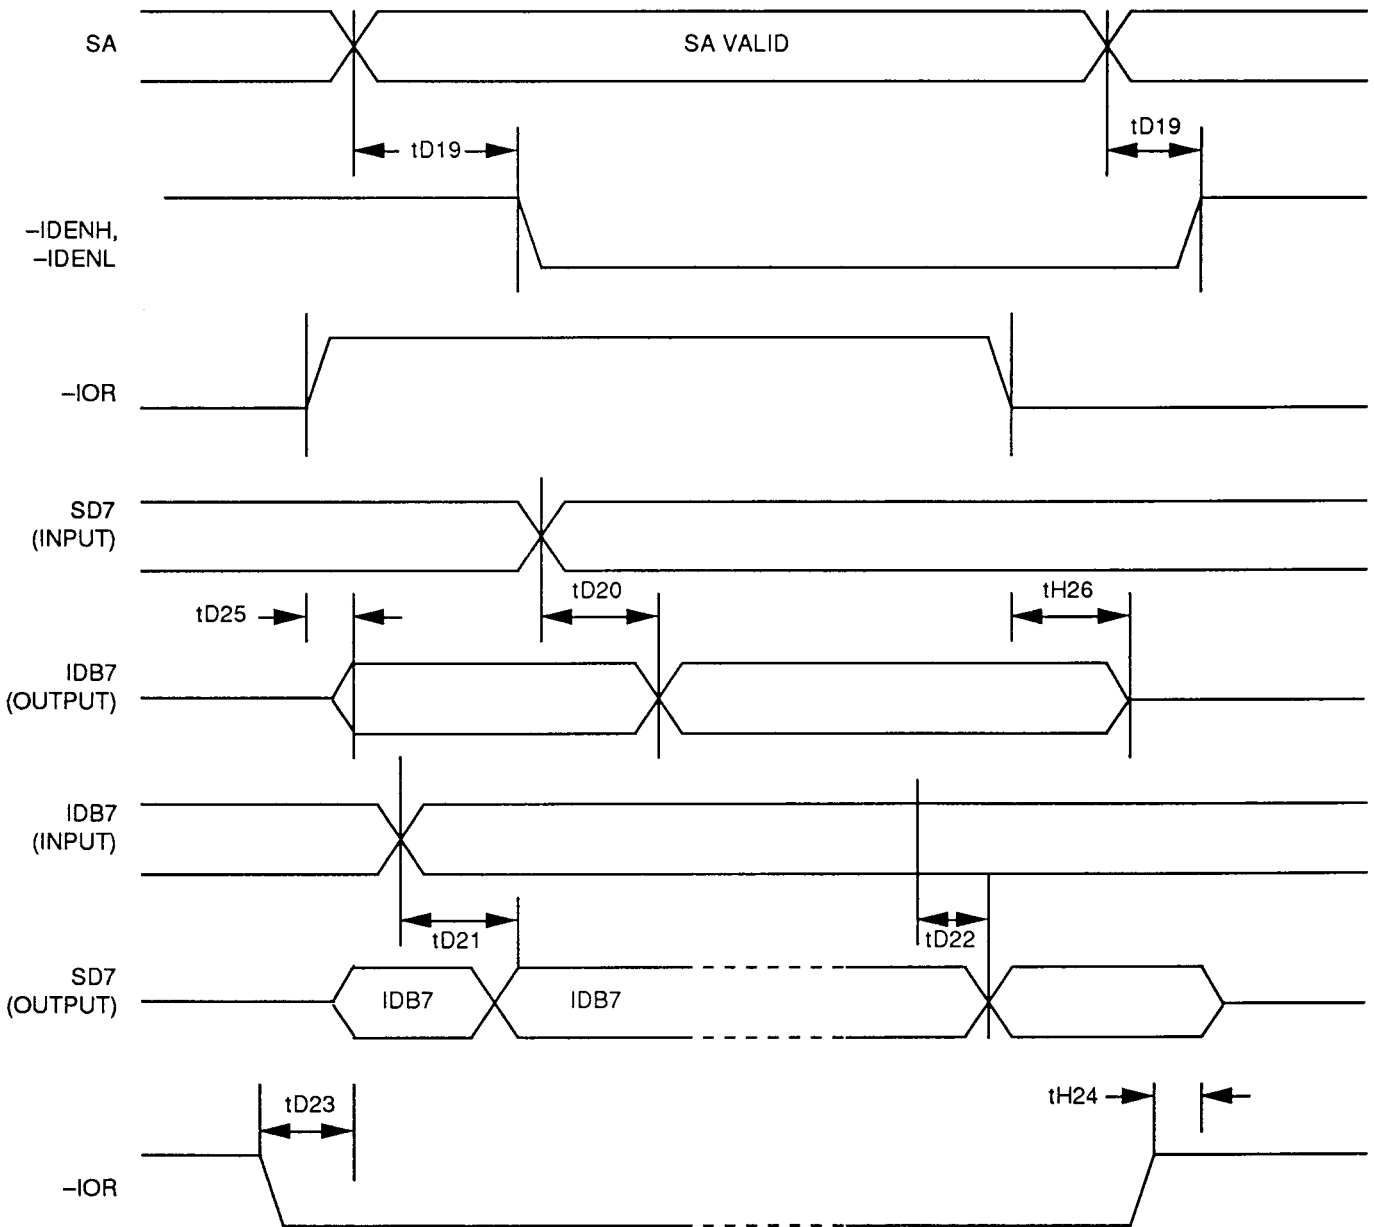 SA
SA VALID
tD19
tD19
–IDENH,
–IDENL
–IOR
SD7
(INPUT)
tD20
tH26
tD25
IDB7
(OUTPUT)
IDB7
(INPUT)
tD21
tD22
SD7
(OUTPUT)
IDB7
IDB7
tD23
tH24
–IOR